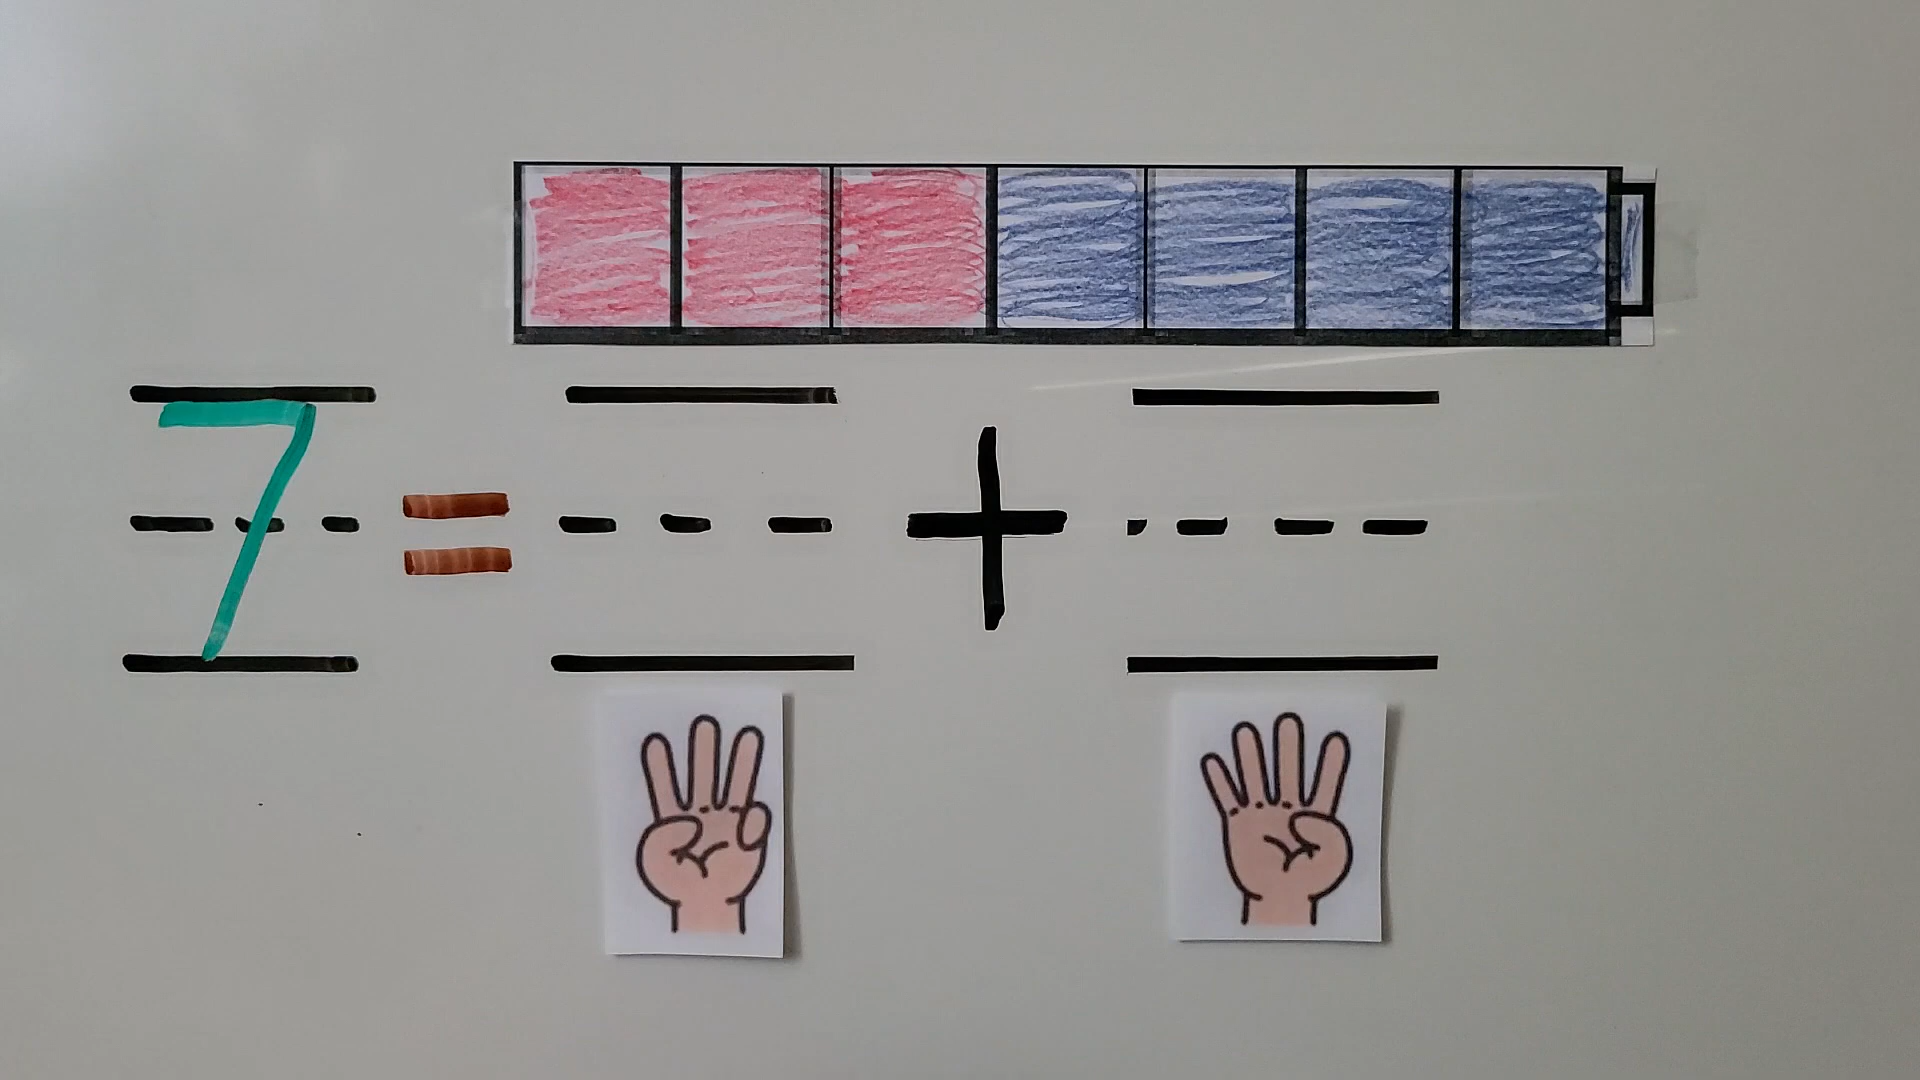 7 = +